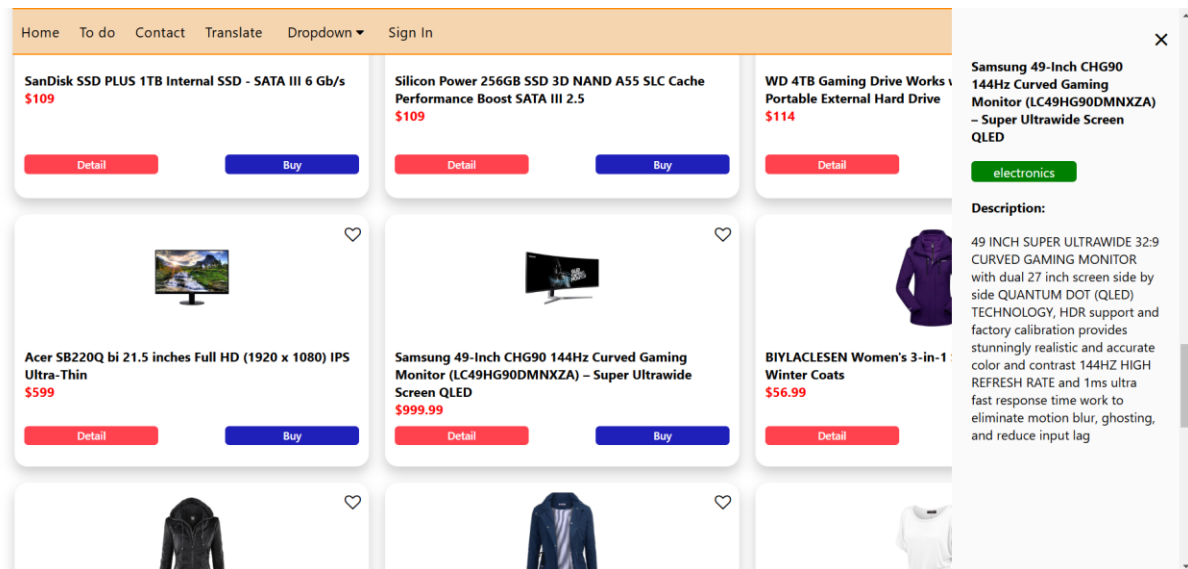 Home To do Contact Translate Dropdown Sign In
SanDisk SSD PLUS 1TB Internal SSD - SATA III 6 Gb/s
$109
Detail Buy
Silicon Power 256GB SSD 3D NAND A55 SLC Cache
Performance Boost SATA III 2.5
$109
Detail Buy
WD 4TB Gaming Drive Works
Portable External Hard Drive
$114
Detail
Acer SB220Q bi 21.5 inches Full HD (1920 x 1080) IPS
Ultra-Thin
$599
Detail Buy
Samsung 49-Inch CHG90 144Hz Curved Gaming
Monitor (LC49HG90DMNXZA) – Super Ultrawide
Screen QLED
$999.99
Detail Buy
BIYLACLESEN Women's 3-in-1
Winter Coats
$56.99
Detail
Samsung 49-Inch CHG90
144Hz Curved Gaming
Monitor (LC49HG90DMNXZA)
– Super Ultrawide Screen
QLED
electronics
Description:
49 INCH SUPER ULTRAWIDE 32:9
CURVED GAMING MONITOR
with dual 27 inch screen side by
side QUANTUM DOT (QLED)
TECHNOLOGY, HDR support and
factory calibration provides
stunningly realistic and accurate
color and contrast 144HZ HIGH
REFRESH RATE and 1ms ultra
fast response time work to
eliminate motion blur, ghosting,
and reduce input lag